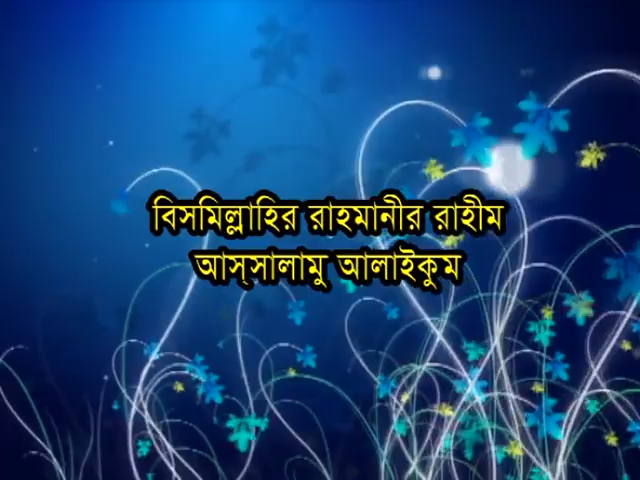 বিসমিল্লাহির রাহমানীর রাহীম
আস্‌সালামু আলাইকুম